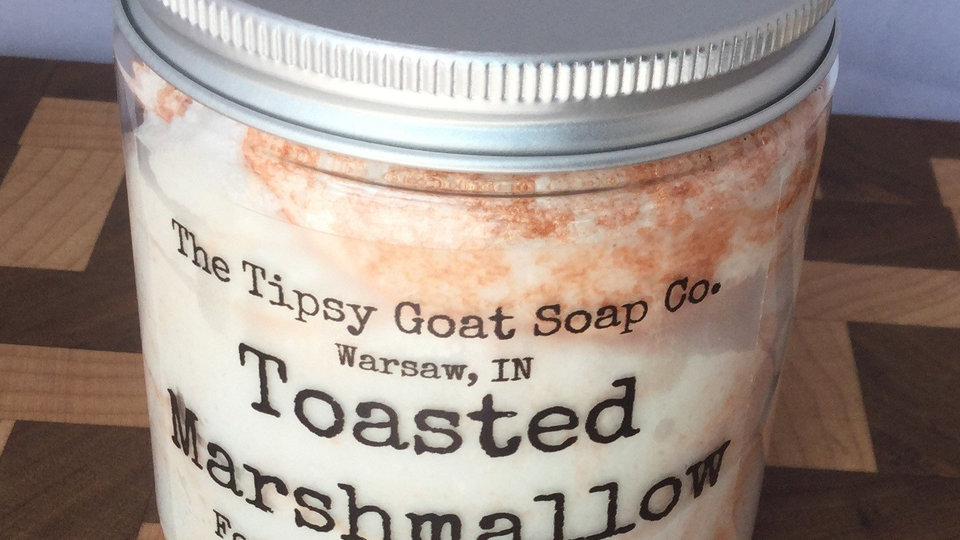 The Tipsy Goat Soap Co.
Warsaw, IN
Toasted
Marshmallow